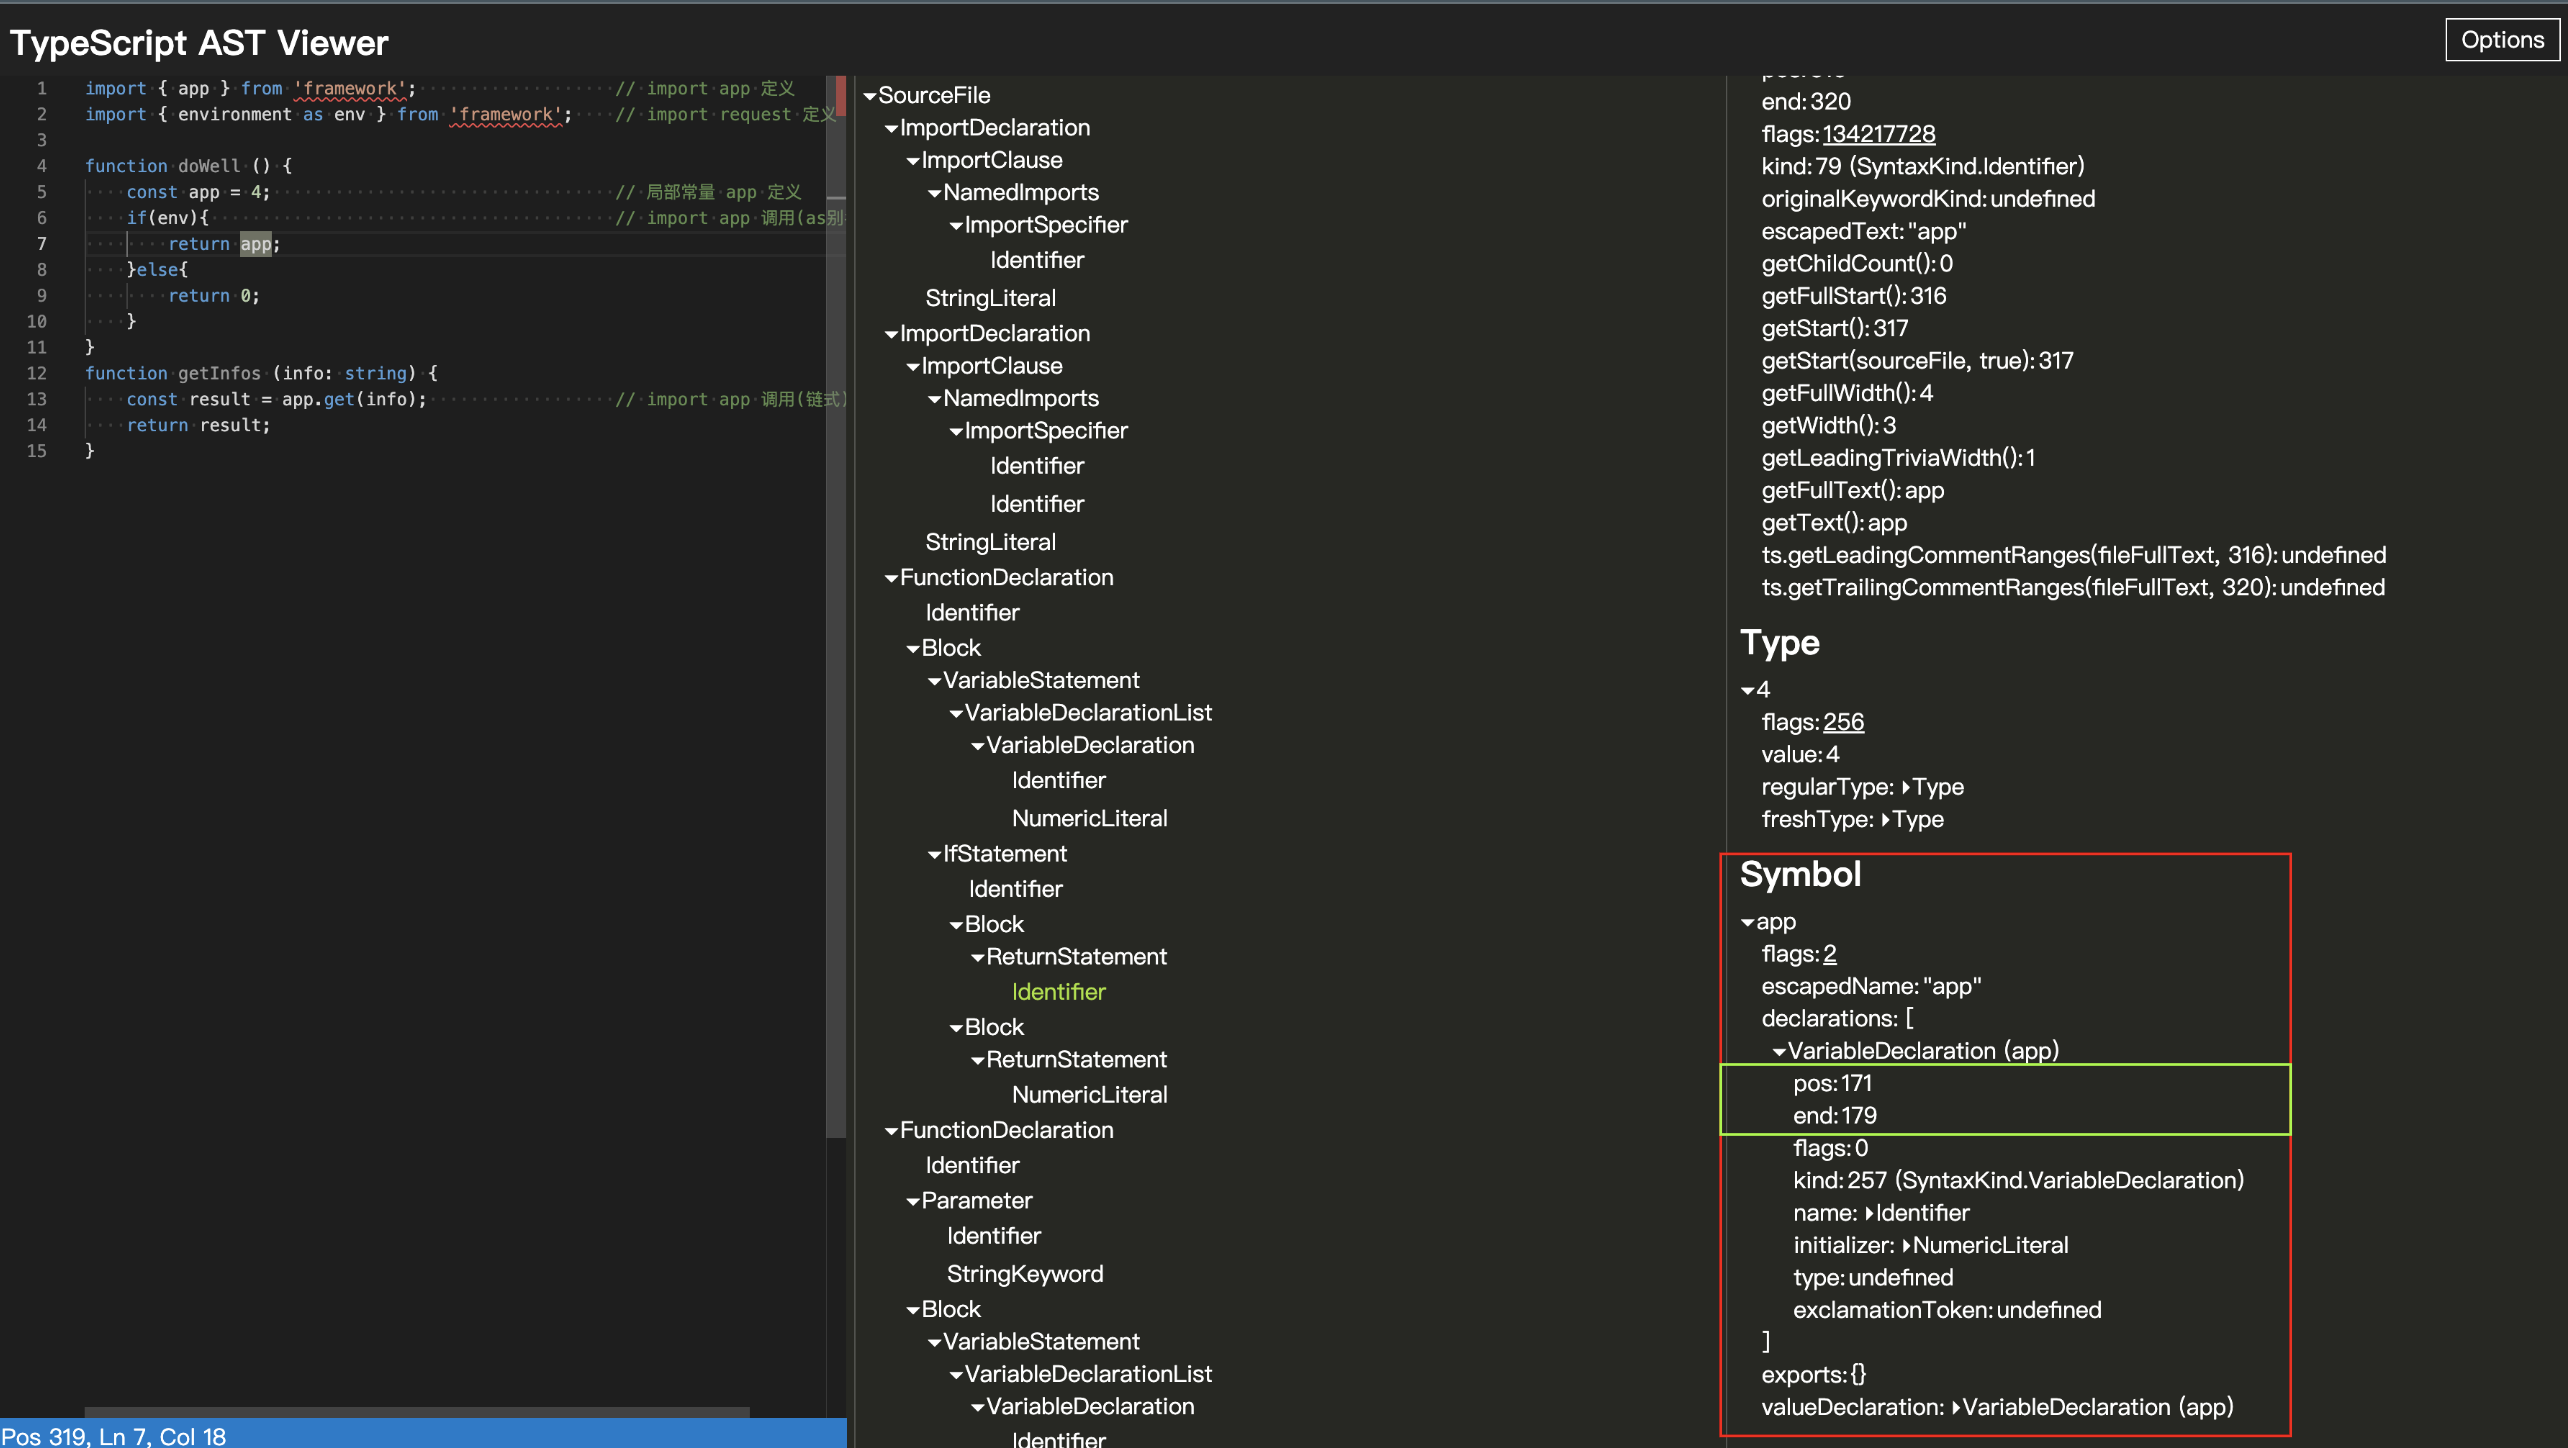 TypeScript AST Viewer
Options
1 import { app } from 'framework'; // import app 定义
2 import { environment as env } from 'framework'; // import request 定义
3
4 function doWell () {
5 const app = 4; // 局部常量 app 定义
6 if(env){ // import app 调用(as别
7 return app;
8 }else{
9 return 0;
10 }
11 }
12 function getInfos (info: string) {
13 const result = app.get(info); // import app 调用(链式)
14 return result;
15 }
Pos 319, Ln 7, Col 18
SourceFile
ImportDeclaration
ImportClause
NamedImports
ImportSpecifier
Identifier
StringLiteral
ImportDeclaration
ImportClause
NamedImports
ImportSpecifier
Identifier
Identifier
StringLiteral
FunctionDeclaration
Identifier
Block
VariableStatement
VariableDeclarationList
VariableDeclaration
Identifier
NumericLiteral
IfStatement
Identifier
Block
ReturnStatement
Identifier
Block
ReturnStatement
NumericLiteral
FunctionDeclaration
Identifier
Parameter
Identifier
StringKeyword
Block
VariableStatement
VariableDeclarationList
VariableDeclaration
Identifier
end:320
flags:134217728
kind:79 (SyntaxKind.Identifier)
originalKeywordKind:undefined
escapedText:"app"
getChildCount():0
getFullStart():316
getStart():317
getStart(sourceFile, true):317
getFullWidth():4
getWidth():3
getLeadingTriviaWidth():1
getFullText():app
getText():app
ts.getLeadingCommentRanges(fileFullText, 316):undefined
ts.getTrailingCommentRanges(fileFullText, 320):undefined
Type
4
flags:256
value:4
regularType: Type
freshType: Type
Symbol
app
flags:2
escapedName:"app"
declarations: [
VariableDeclaration (app)
pos:171
end:179
flags:0
kind:257 (SyntaxKind.VariableDeclaration)
name: Identifier
initializer: NumericLiteral
type:undefined
exclamationToken:undefined
]
exports:{}
valueDeclaration: VariableDeclaration (app)